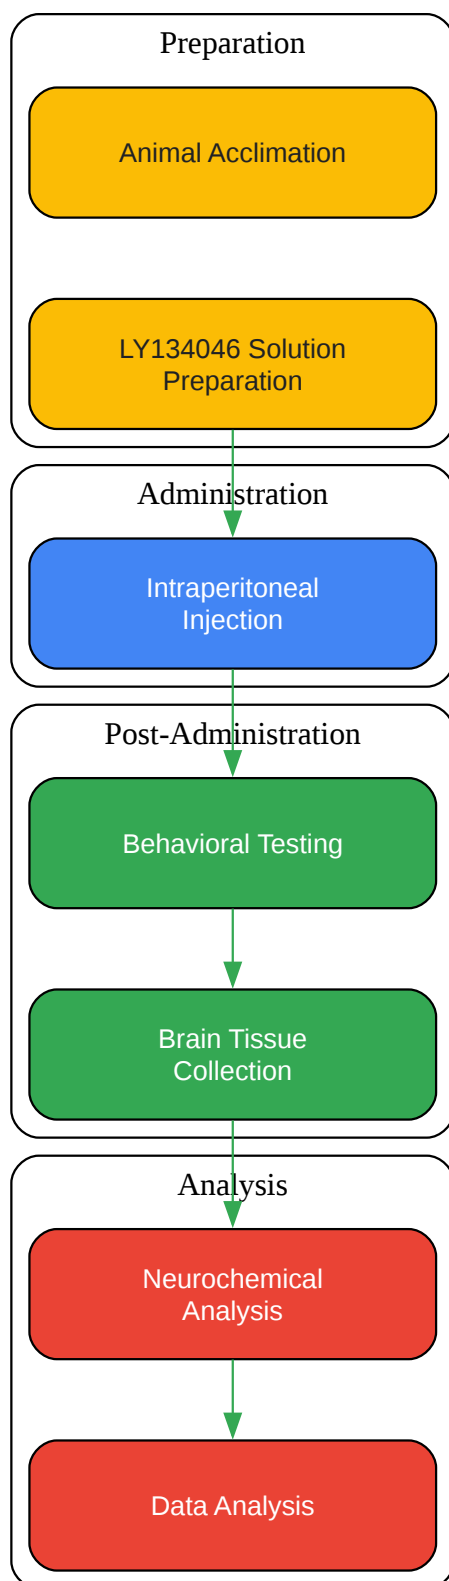 Preparation
Animal Acclimation
LY134046 Solution
Preparation
Administration
Intraperitoneal
Injection
Post-Administration
Behavioral Testing
Brain Tissue
Collection
Analysis
Neurochemical
Analysis
Data Analysis